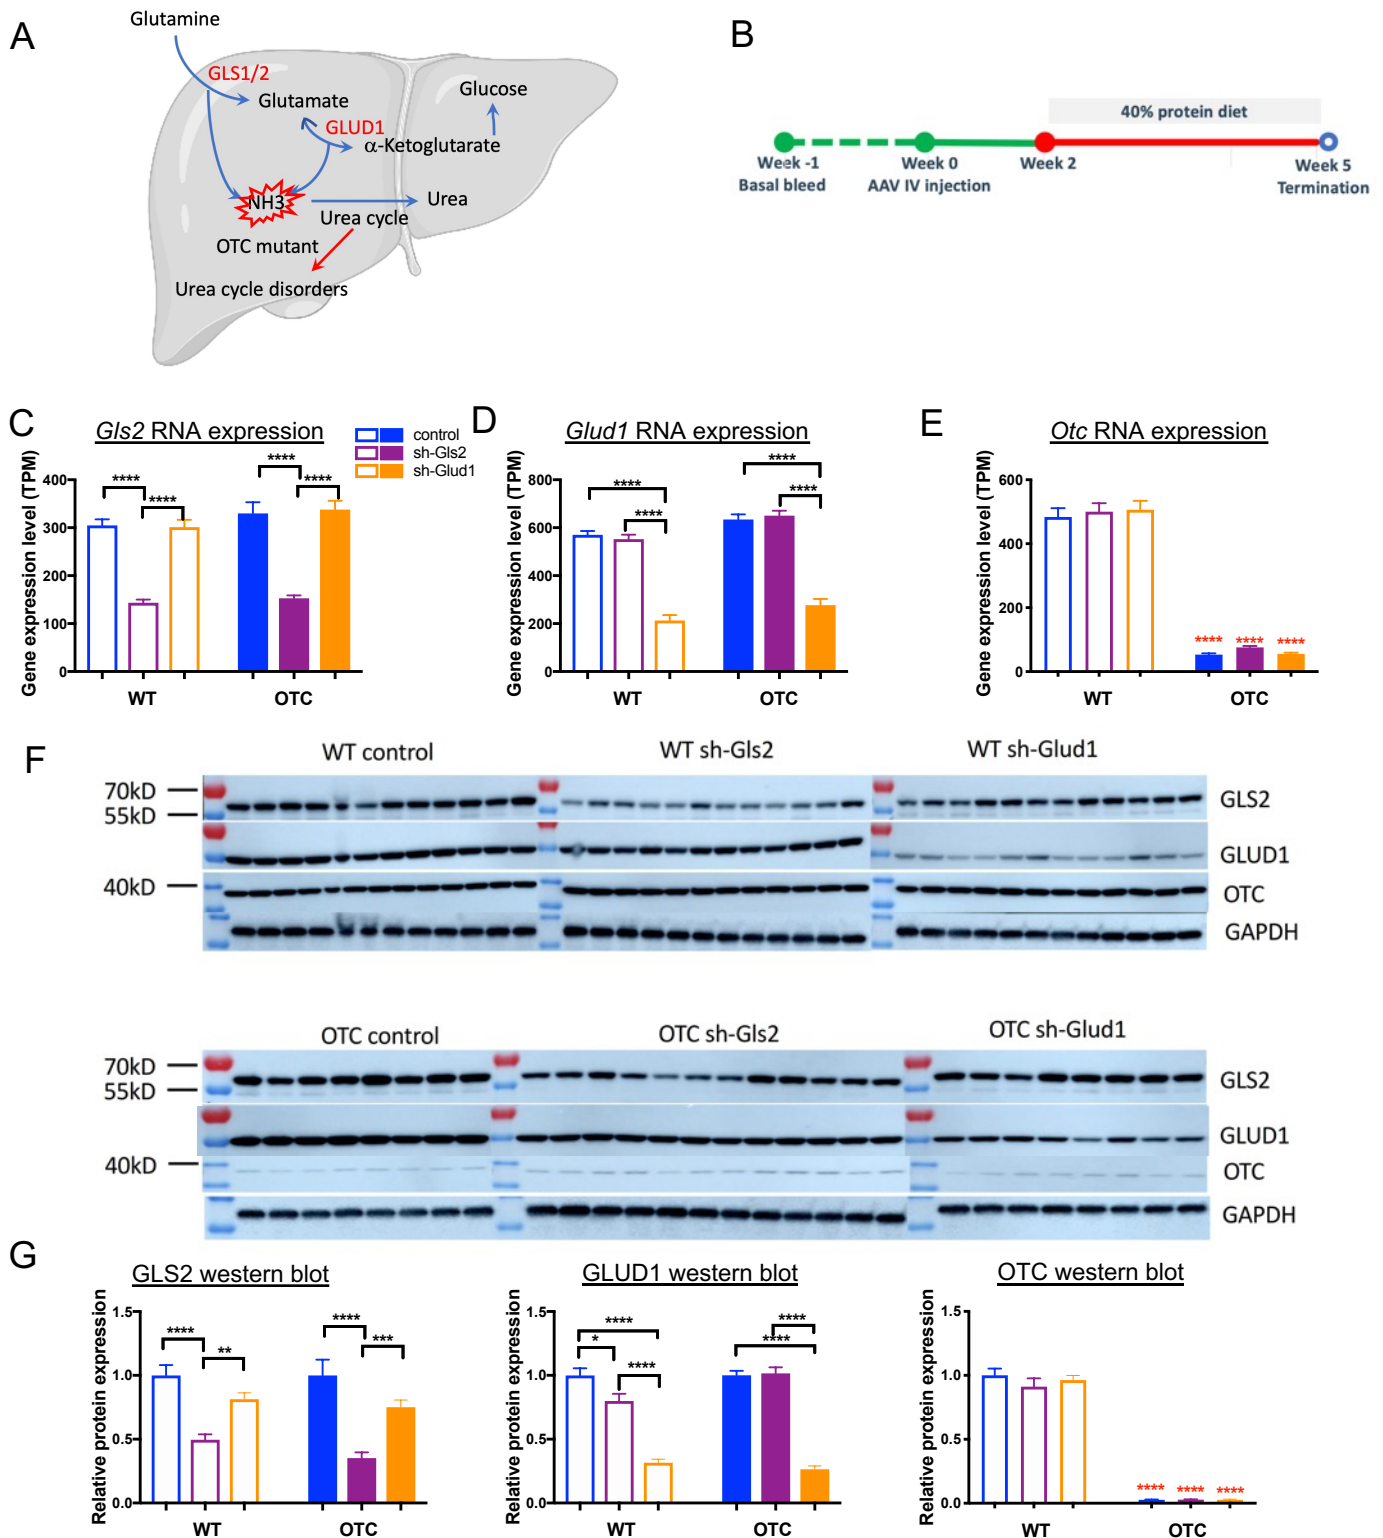 A
Glutamine
GLS1/2
Glutamate
GLUD1
α-Ketoglutarate
Glucose
NH3
Urea
Urea cycle
OTC mutant
Urea cycle disorders
B
40% protein diet
Week -1
Basal bleed
Week 0
AAV IV injection
Week 2
Week 5
Termination
C
Gls2 RNA expression
control
sh-Gls2
sh-Glud1
Gene expression level (TPM)
400
300
200
100
0
**** **** **** ****
WT OTC
D
Glud1 RNA expression
Gene expression level (TPM)
800
600
400
200
0
**** **** **** ****
WT OTC
E
Otc RNA expression
Gene expression level (TPM)
600
400
200
0
**** **** ****
WT OTC
F
WT control WT sh-Gls2 WT sh-Glud1
70kD
55kD
40kD
GLS2
GLUD1
OTC
GAPDH
OTC control OTC sh-Gls2 OTC sh-Glud1
70kD
55kD
40kD
GLS2
GLUD1
OTC
GAPDH
G
GLS2 western blot
Relative protein expression
1.5
1.0
0.5
0.0
**** ** **** ***
WT OTC
GLUD1 western blot
Relative protein expression
1.5
1.0
0.5
0.0
**** * **** **** ****
WT OTC
OTC western blot
Relative protein expression
1.5
1.0
0.5
0.0
**** **** ****
WT OTC